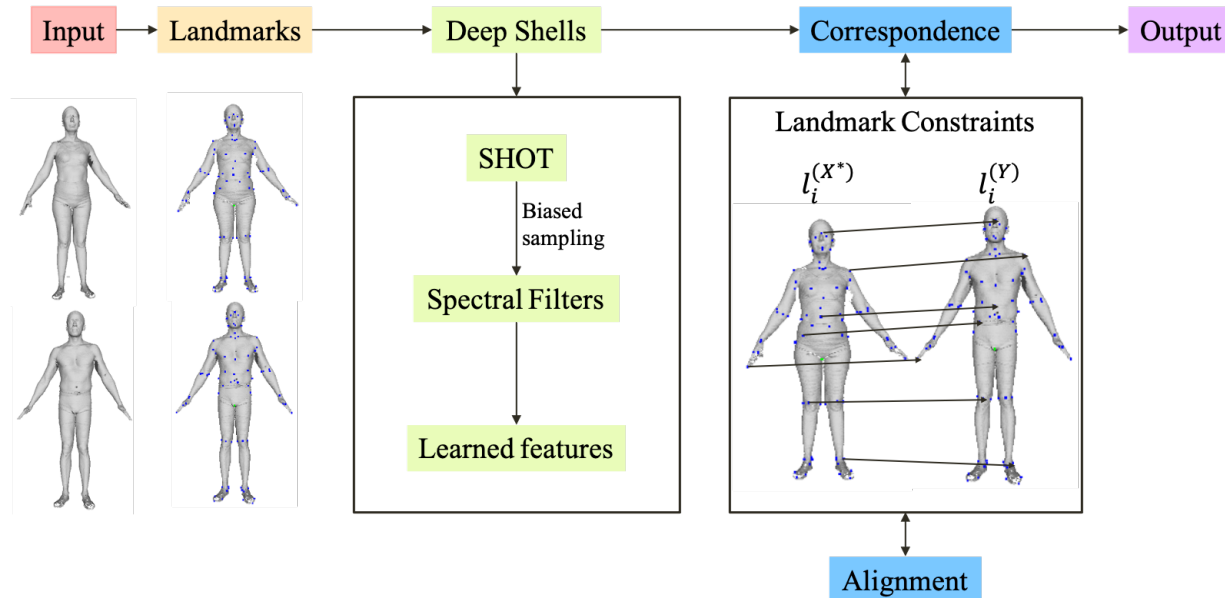 Input
Landmarks
Deep Shells
Correspondence
Output
SHOT
Biased
sampling
Spectral Filters
Learned features
Landmark Constraints
l_i^{(X^*)}
l_i^{(Y)}
Alignment